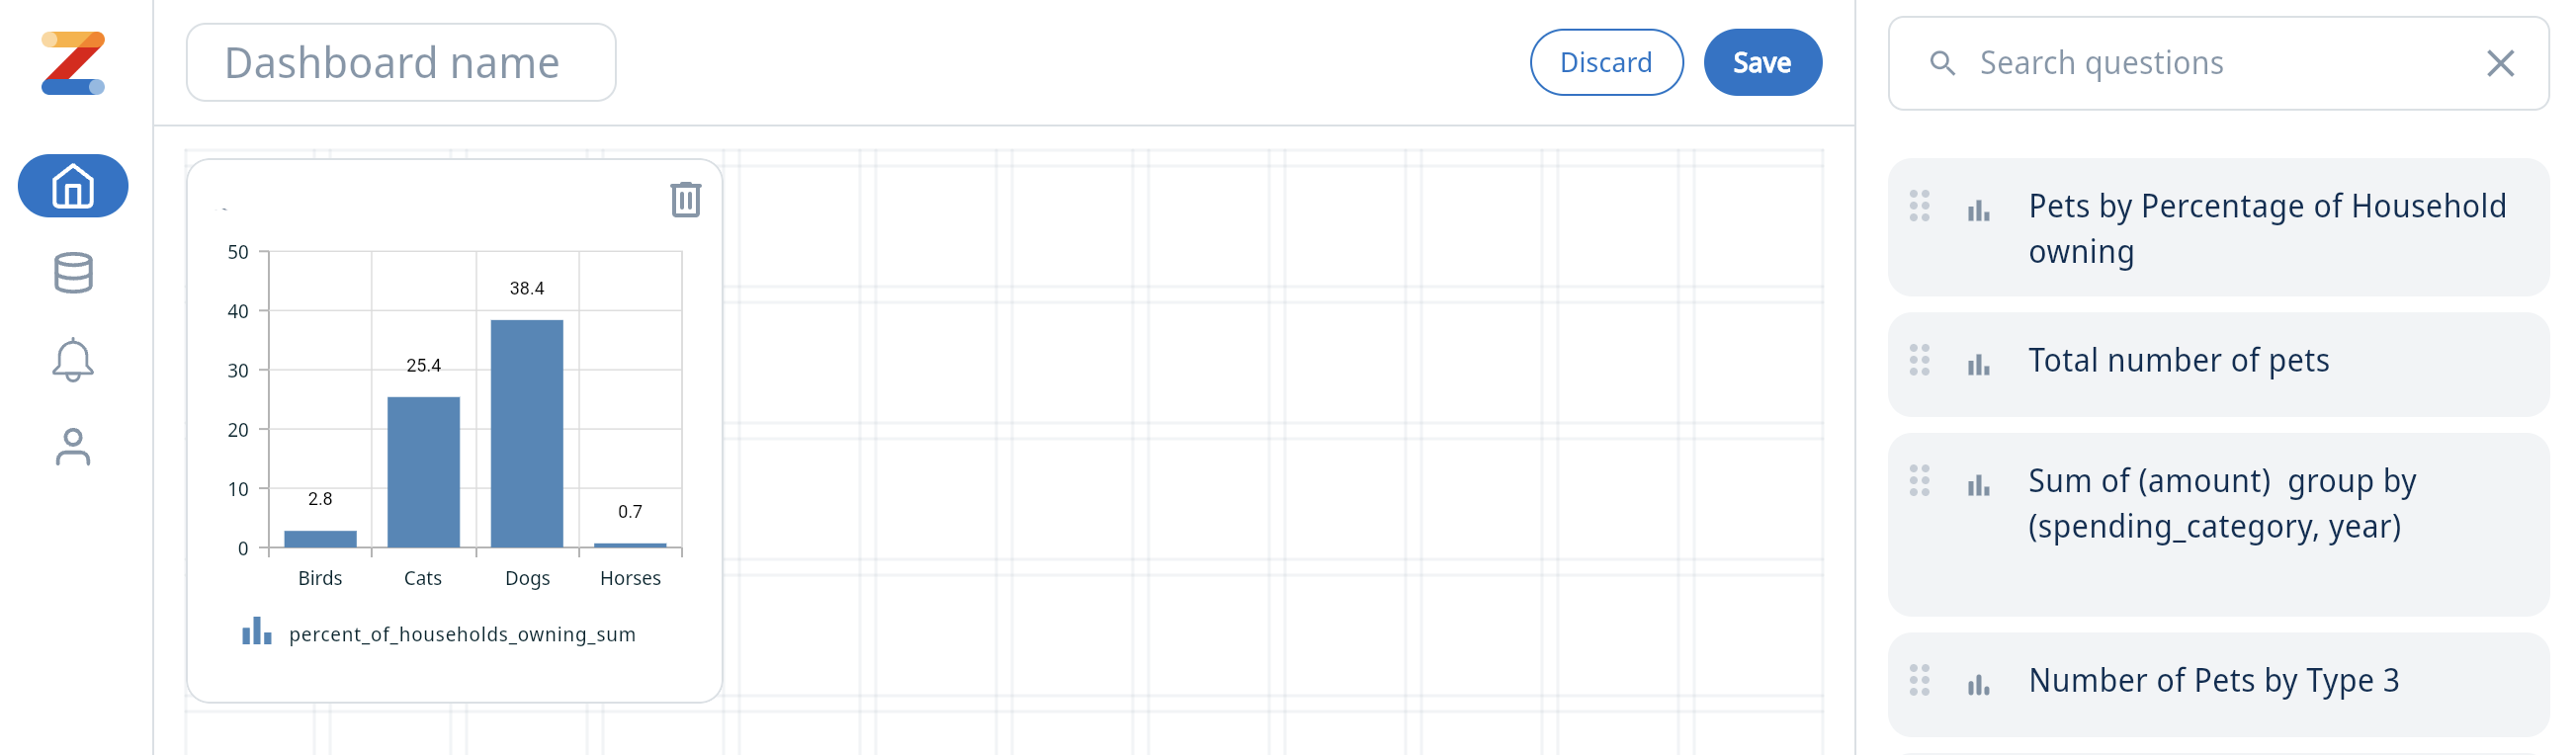 Dashboard name
Discard
Save
Search questions
50
40
30
20
10
0
38.4
25.4
2.8
0.7
Birds Cats Dogs Horses
percent_of_households_owning_sum
Pets by Percentage of Household
owning
Total number of pets
Sum of (amount)  group by
(spending_category, year)
Number of Pets by Type 3